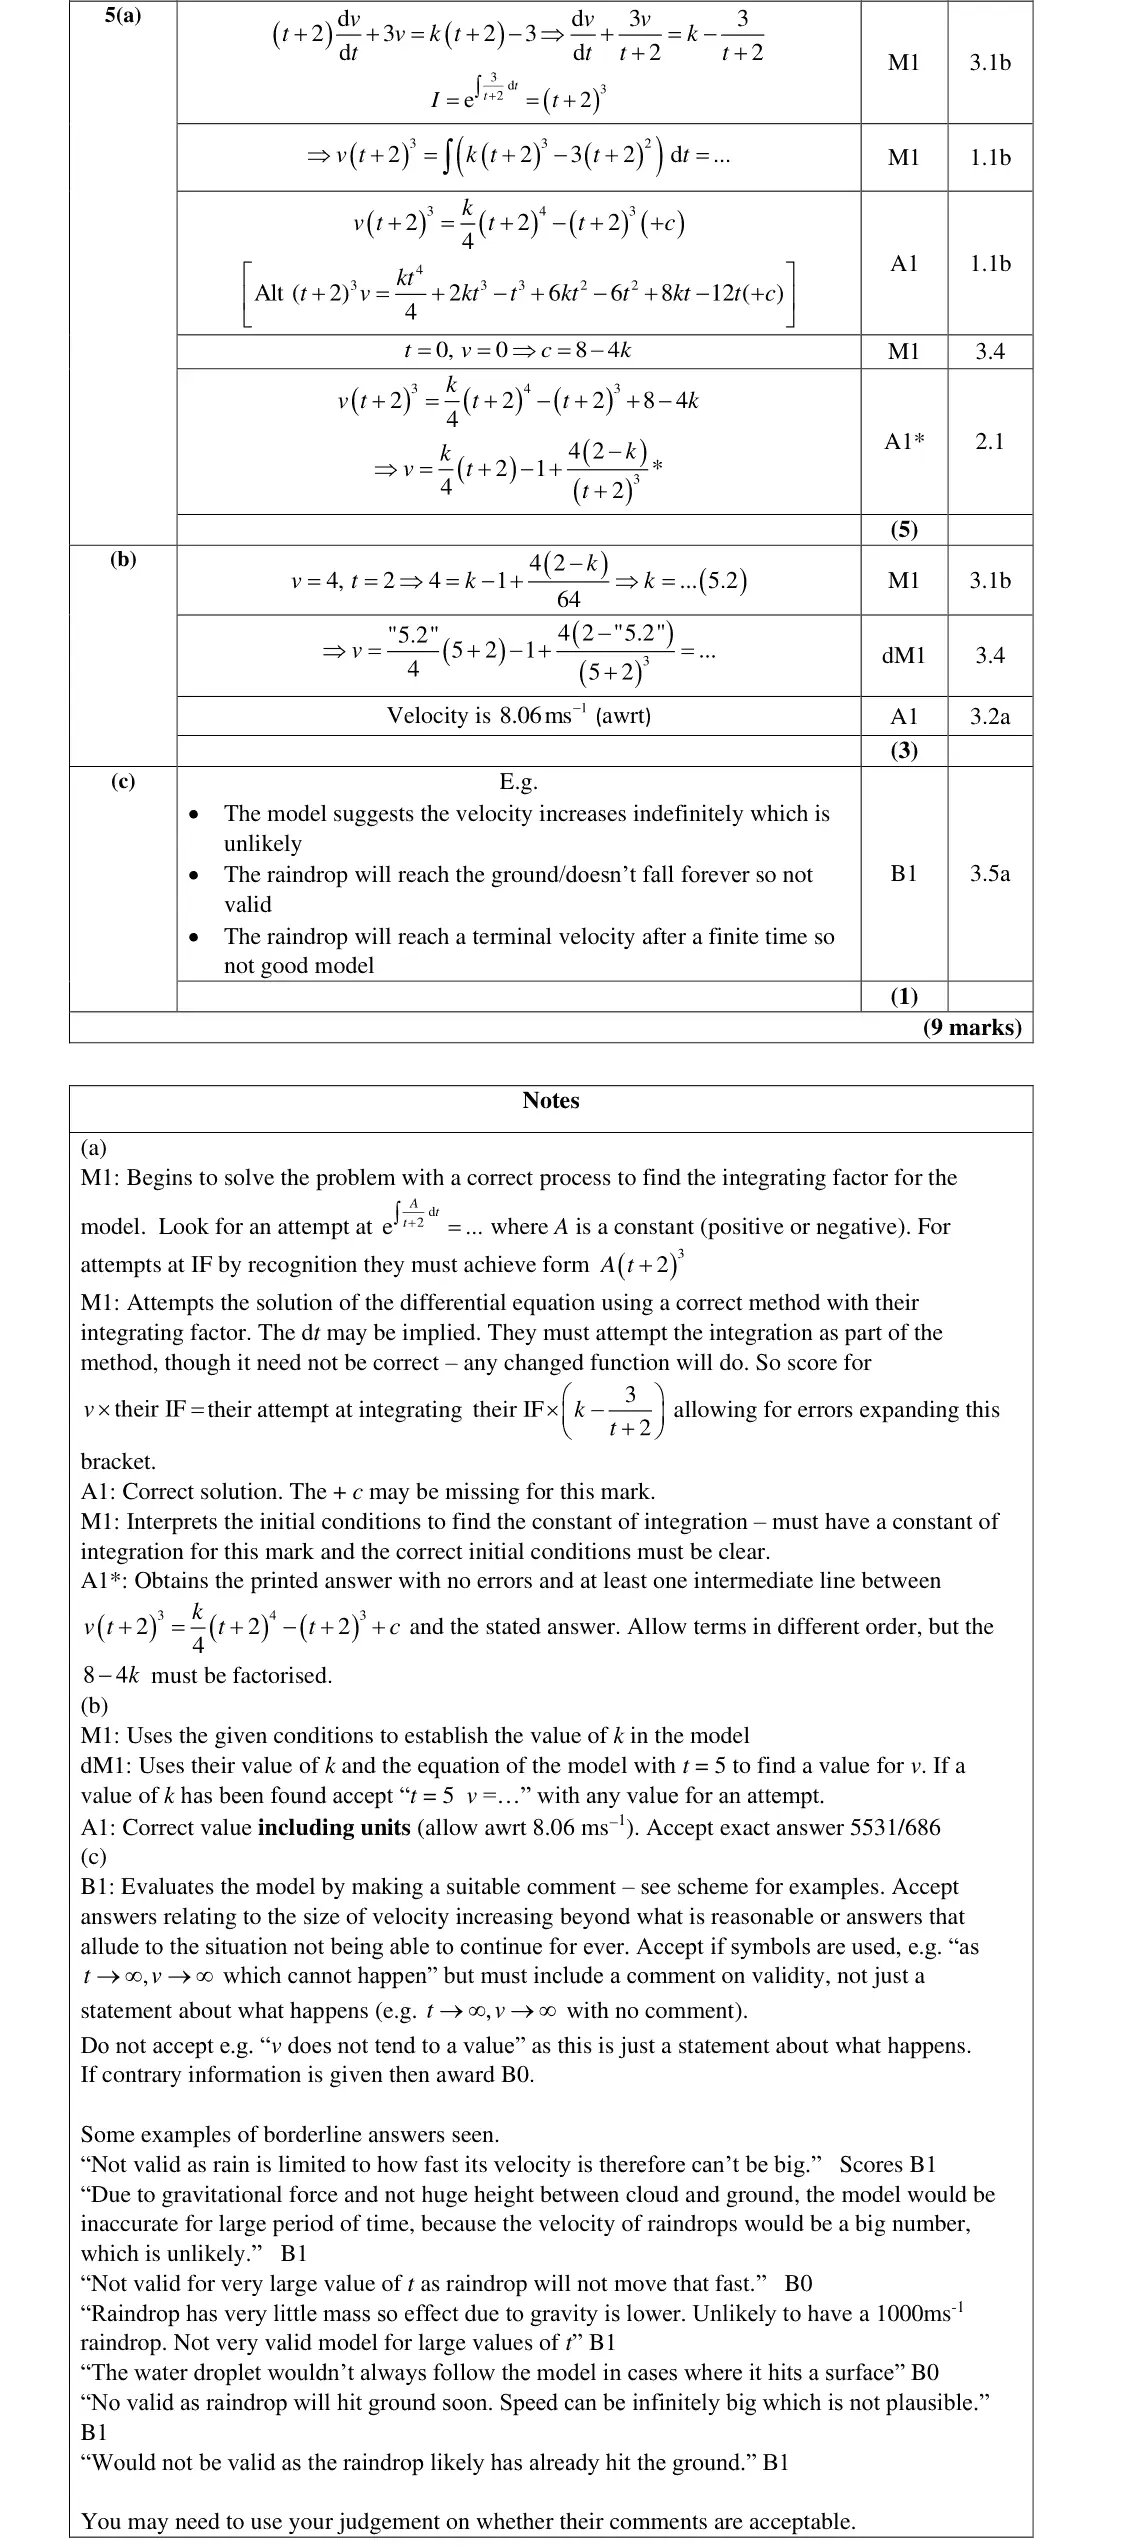 5(a)
(t + 2) dv/dt + 3v = k(t + 2) − 3 ⇒ dv/dt + 3v/(t + 2) = k − 3/(t + 2)
I = e^(∫ 3/(t+2) dt) = (t + 2)³
M1 3.1b
⇒ v(t + 2)³ = ∫(k(t + 2)³ − 3(t + 2)²) dt = ...
M1 1.1b
v(t + 2)³ = k/4 (t + 2)⁴ − (t + 2)³ (+c)
[Alt (t + 2)³v = kt⁴/4 + 2kt³ − t³ + 6kt² − 6t² + 8kt − 12t(+c)]
A1 1.1b
t = 0, v = 0 ⇒ c = 8 − 4k
M1 3.4
v(t + 2)³ = k/4 (t + 2)⁴ − (t + 2)³ + 8 − 4k
⇒ v = k/4 (t + 2) − 1 + 4(2 − k)/(t + 2)³ *
A1* 2.1
(5)
(b)
v = 4, t = 2 ⇒ 4 = k − 1 + 4(2 − k)/64 ⇒ k = ...(5.2)
M1 3.1b
⇒ v = "5.2"/4 (5 + 2) − 1 + 4(2 − "5.2")/(5 + 2)³ = ...
dM1 3.4
Velocity is 8.06 ms⁻¹ (awrt)
A1 3.2a
(3)
(c)
E.g.
• The model suggests the velocity increases indefinitely which is
unlikely
• The raindrop will reach the ground/doesn’t fall forever so not
valid
• The raindrop will reach a terminal velocity after a finite time so
not good model
B1 3.5a
(1)
(9 marks)
Notes
(a)
M1: Begins to solve the problem with a correct process to find the integrating factor for the
model. Look for an attempt at e^(∫ A/(t+2) dt) = ... where A is a constant (positive or negative). For
attempts at IF by recognition they must achieve form A(t + 2)³
M1: Attempts the solution of the differential equation using a correct method with their
integrating factor. The dt may be implied. They must attempt the integration as part of the
method, though it need not be correct – any changed function will do. So score for
v × their IF = their attempt at integrating their IF × (k − 3/(t + 2)) allowing for errors expanding this
bracket.
A1: Correct solution. The + c may be missing for this mark.
M1: Interprets the initial conditions to find the constant of integration – must have a constant of
integration for this mark and the correct initial conditions must be clear.
A1*: Obtains the printed answer with no errors and at least one intermediate line between
v(t + 2)³ = k/4 (t + 2)⁴ − (t + 2)³ + c and the stated answer. Allow terms in different order, but the
8 − 4k must be factorised.
(b)
M1: Uses the given conditions to establish the value of k in the model
dM1: Uses their value of k and the equation of the model with t = 5 to find a value for v. If a
value of k has been found accept “t = 5 v =…” with any value for an attempt.
A1: Correct value including units (allow awrt 8.06 ms⁻¹). Accept exact answer 5531/686
(c)
B1: Evaluates the model by making a suitable comment – see scheme for examples. Accept
answers relating to the size of velocity increasing beyond what is reasonable or answers that
allude to the situation not being able to continue for ever. Accept if symbols are used, e.g. “as
t → ∞, v → ∞ which cannot happen” but must include a comment on validity, not just a
statement about what happens (e.g. t → ∞, v → ∞ with no comment).
Do not accept e.g. “v does not tend to a value” as this is just a statement about what happens.
If contrary information is given then award B0.
Some examples of borderline answers seen.
“Not valid as rain is limited to how fast its velocity is therefore can’t be big.” Scores B1
“Due to gravitational force and not huge height between cloud and ground, the model would be
inaccurate for large period of time, because the velocity of raindrops would be a big number,
which is unlikely.” B1
“Not valid for very large value of t as raindrop will not move that fast.” B0
“Raindrop has very little mass so effect due to gravity is lower. Unlikely to have a 1000ms⁻¹
raindrop. Not very valid model for large values of t” B1
“The water droplet wouldn’t always follow the model in cases where it hits a surface” B0
“No valid as raindrop will hit ground soon. Speed can be infinitely big which is not plausible.”
B1
“Would not be valid as the raindrop likely has already hit the ground.” B1
You may need to use your judgement on whether their comments are acceptable.